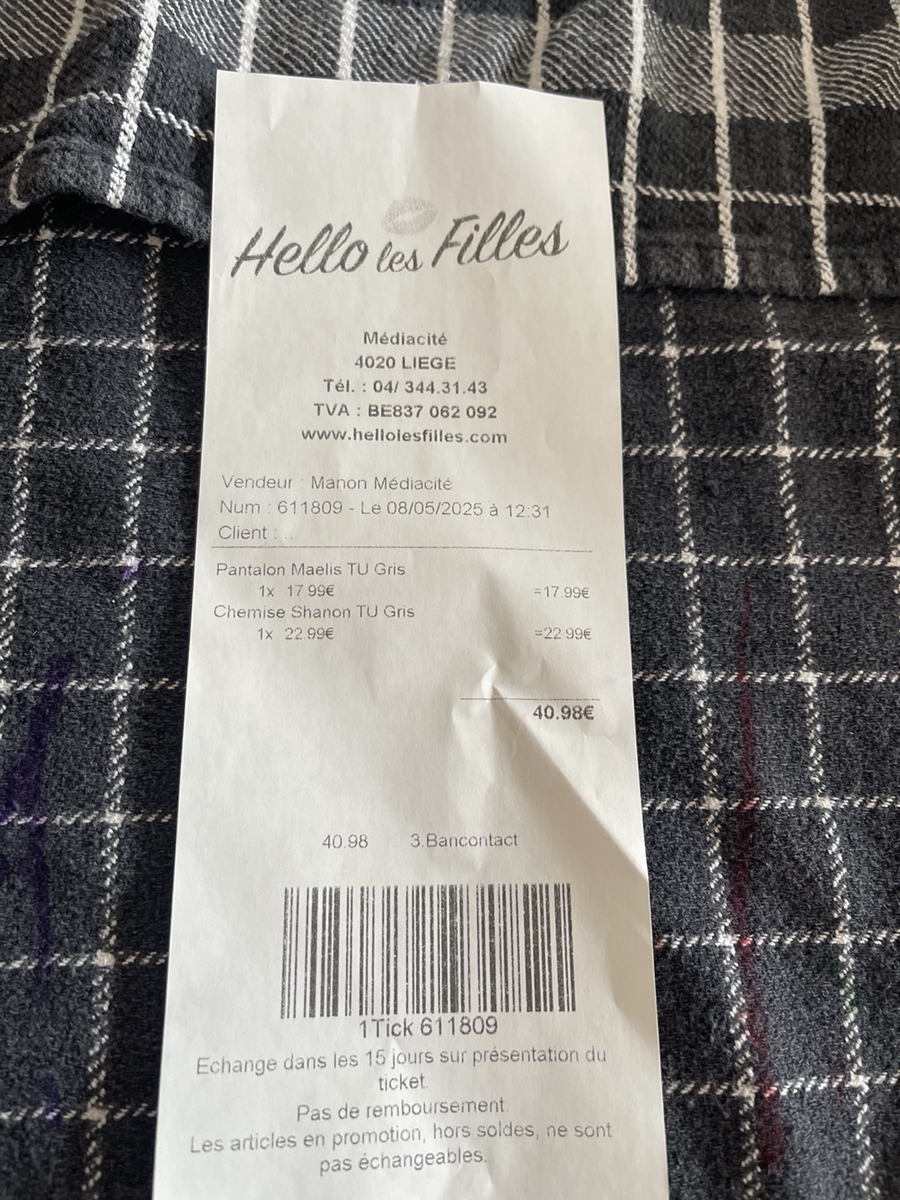 Hello les Filles
Médiacité
4020 LIEGE
Tél. : 04/ 344.31.43
TVA : BE837 062 092
www.hellolesfilles.com
Vendeur : Manon Médiacité
Num : 611809 - Le 08/05/2025 à 12:31
Client : ...
Pantalon Maelis TU Gris
1x 17.99€ =17.99€
Chemise Shanon TU Gris
1x 22.99€ =22.99€
40.98€
40.98 3.Bancontact
1Tick 611809
Echange dans les 15 jours sur présentation du
ticket.
Pas de remboursement.
Les articles en promotion, hors soldes, ne sont
pas échangeables.